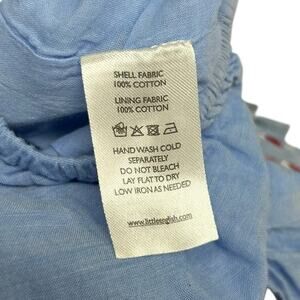 SHELL FABRIC
100% COTTON
LINING FABRIC
100% COTTON
HAND WASH COLD
SEPARATELY
DO NOT BLEACH
LAY FLAT TO DRY
LOW IRON AS NEEDED
www.littleenglish.com